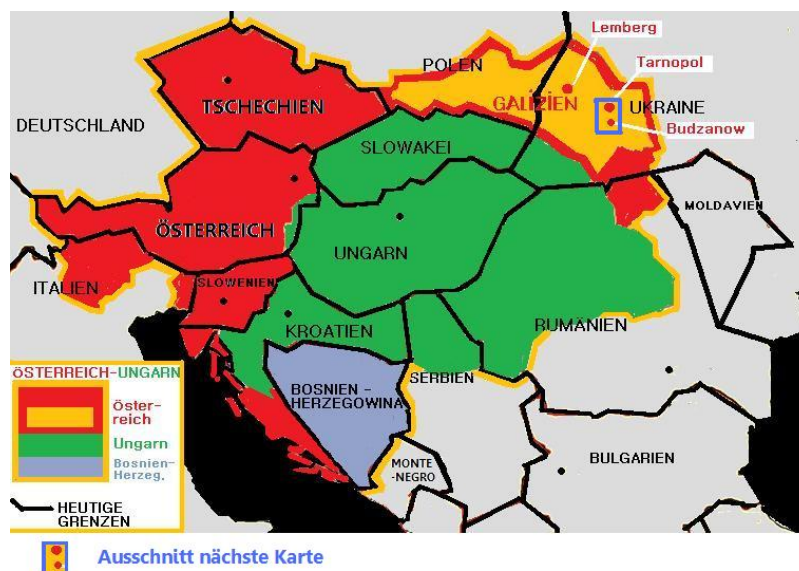 Lemberg
POLEN
Tarnopol
GALIZIEN
UKRAINE
TSCHECHIEN
DEUTSCHLAND
Budzanow
SLOWAKEI
MOLDAVIEN
ÖSTERREICH
UNGARN
ITALIEN
SLOWENIEN
KROATIEN
RUMÄNIEN
ÖSTERREICH-UNGARN
SERBIEN
BOSNIEN -
HERZEGOWINA
Öster-
reich
Ungarn
Bosnien-
Herzeg.
MONTE
-NEGRO
BULGARIEN
HEUTIGE
GRENZEN
Ausschnitt nächste Karte